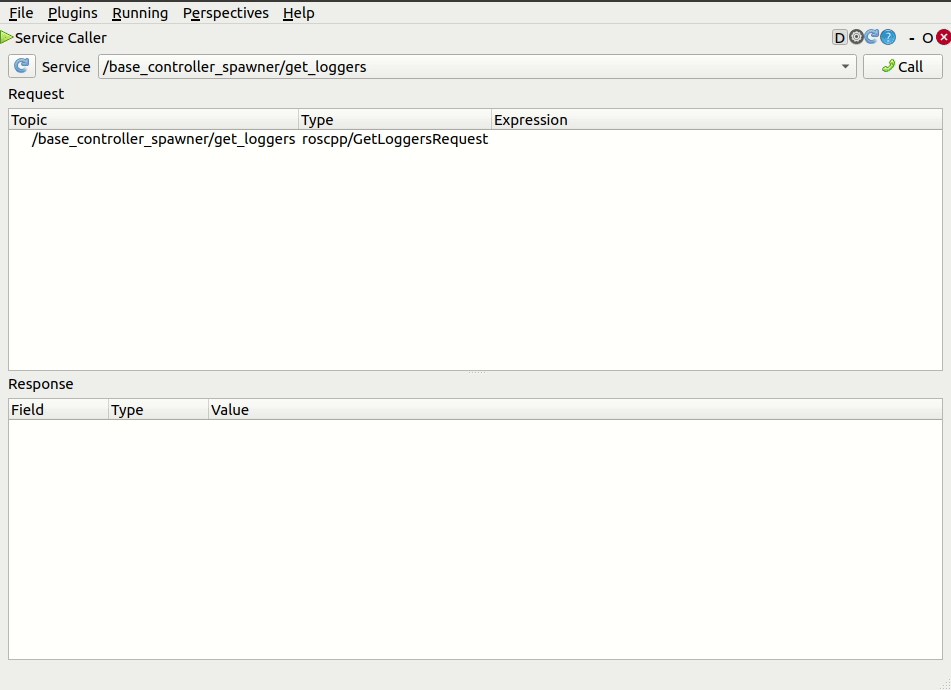 File Plugins Running Perspectives Help
Service Caller D ? - O
Service /base_controller_spawner/get_loggers Call
Request
Topic Type Expression
/base_controller_spawner/get_loggers roscpp/GetLoggersRequest
Response
Field Type Value